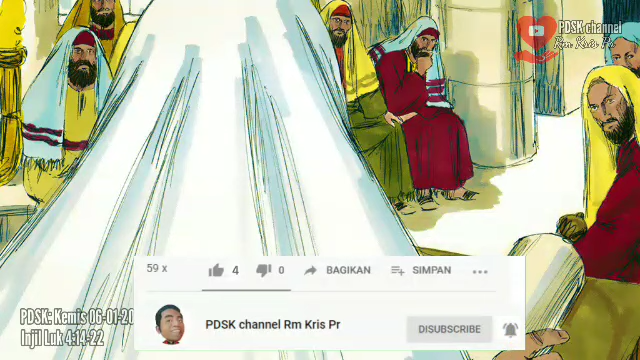 PDSK channel
Rm Kris Pr
59 x
4
0
BAGIKAN
SIMPAN
PDSK channel Rm Kris Pr
DISUBSCRIBE
PDSK: Kemis 06-01-20
Injil Luk 4:14-22